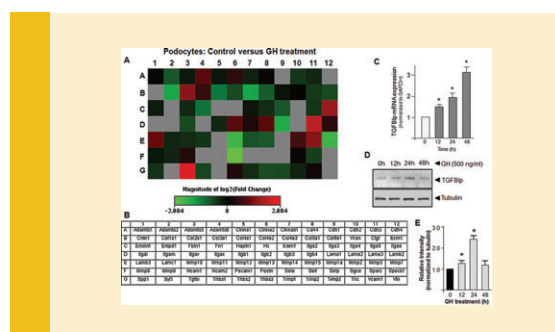 Podocytes: Control versus GH treatment
A
1 2 3 4 5 6 7 8 9 10 11 12
A
B
C
D
E
F
G
Magnitude of log2(Fold Change)
-2.604 2.604
B
1 2 3 4 5 6 7 8 9 10 11 12
A Adamts1 Adamts2 Adamts5 Adamts8 Ctnna1 Ctnna2 Ctnnb1 Cd44 Cdh1 Cdh2 Cdh3 Cdh4
B Cntn1 Col1a1 Col2a1 Col3a1 Col4a1 Col4a2 Col4a3 Col5a1 Vcan Ctgf Ecm1
C Emilin1 Entpd1 Fbln1 Fn1 Hapln1 Hc Icam1 Itga2 Itga3 Itga4 Itga5 Itgae
D Itgal Itgam Itgav Itgax Itgb1 Itgb2 Itgb3 Itgb4 Lama1 Lama2 Lama3 Lamb2
E Lamb3 Lamc1 Mmp10 Mmp11 Mmp12 Mmp13 Mmp14 Mmp15 Mmp2 Mmp3 Mmp7
F Mmp8 Mmp9 Ncam1 Ncam2 Pecam1 Postn Sele Sell Selp Sgce Sparc Spock1
G Spp1 Syt1 Tgfbi Thbs1 Thbs2 Thbs3 Timp1 Timp2 Timp3 Tnc Vcam1 Vtn
C
TGFBIp mRNA expression
(normalized to GAPDH)
3
2
1
* * *
0 12 24 48
Time (h)
D
0h 12h 24h 48h GH (500 ng/ml)
TGFBIp
Tubulin
E
Relative Intensity
(normalized to tubulin)
* *
0 12 24 48
GH treatment (h)